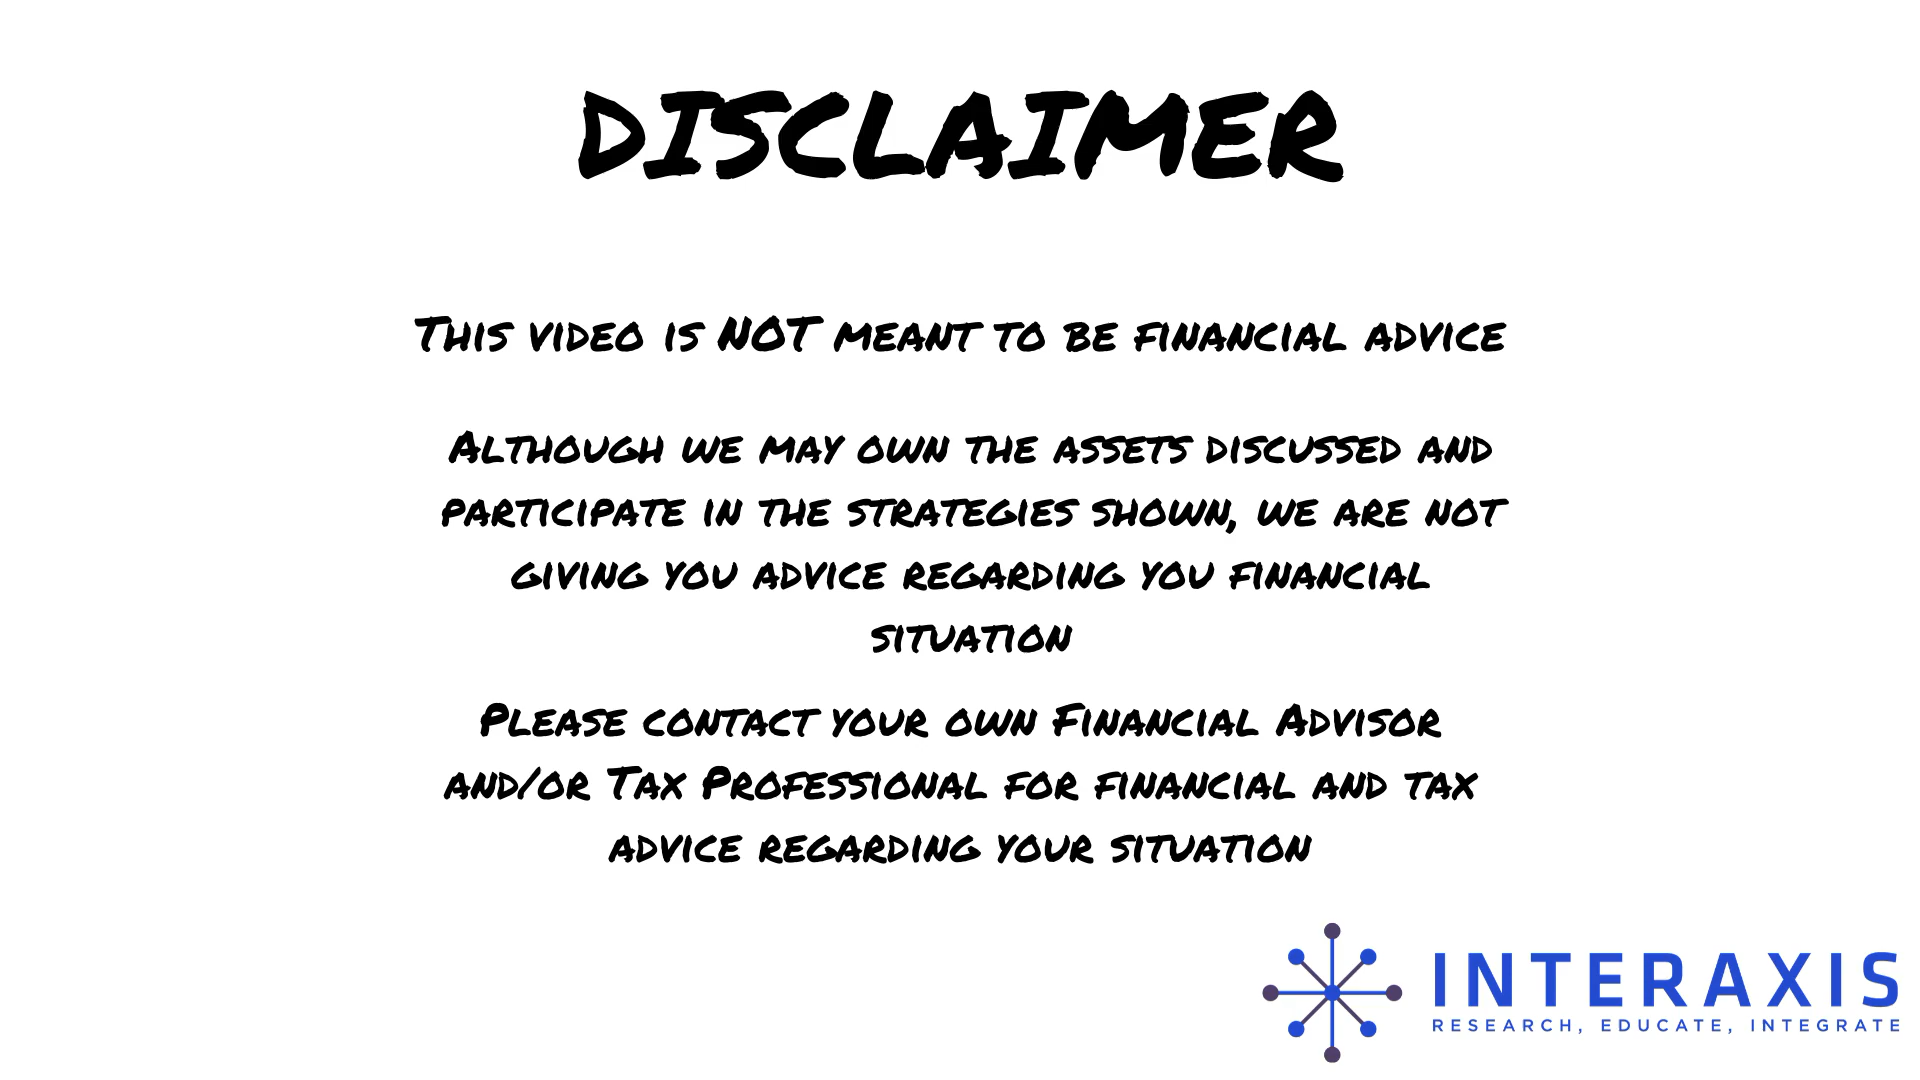 DISCLAIMER
This video is NOT meant to be financial advice
Although we may own the assets discussed and
participate in the strategies shown, we are not
giving you advice regarding you financial
situation
Please contact your own Financial Advisor
and/or Tax Professional for financial and tax
advice regarding your situation
INTERAXIS
RESEARCH, EDUCATE, INTEGRATE